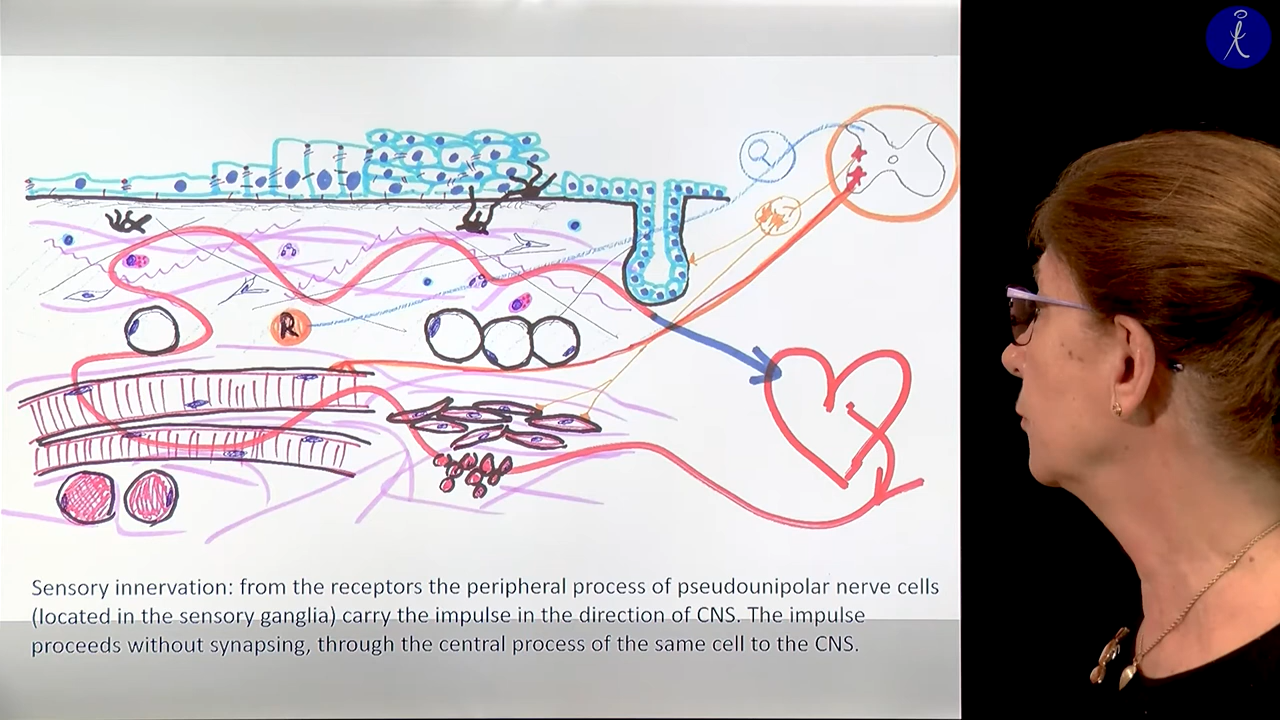 R
Sensory innervation: from the receptors the peripheral process of pseudounipolar nerve cells
(located in the sensory ganglia) carry the impulse in the direction of CNS. The impulse
proceeds without synapsing, through the central process of the same cell to the CNS.